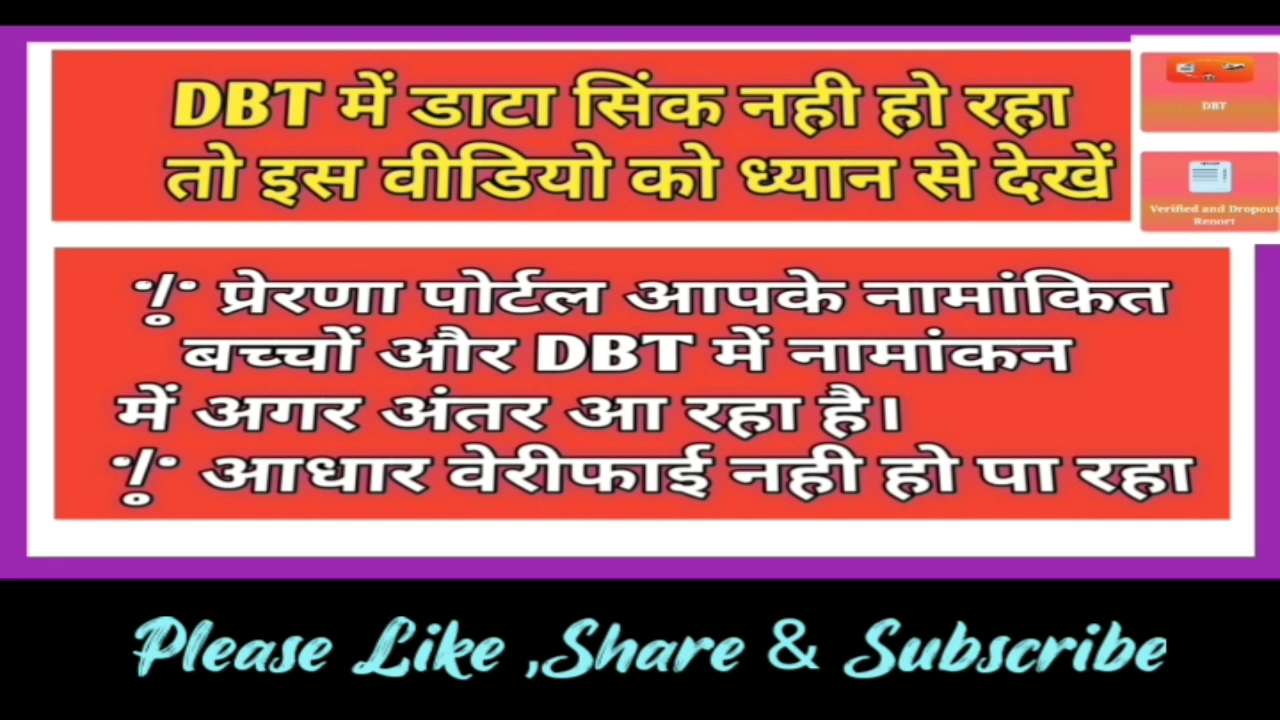 DBT में डाटा सिंक नही हो रहा
तो इस वीडियो को ध्यान से देखें
DBT
Verified and Dropout
Report
प्रेरणा पोर्टल आपके नामांकित
बच्चों और DBT में नामांकन
में अगर अंतर आ रहा है।
आधार वेरीफाई नही हो पा रहा
Please Like ,Share & Subscribe